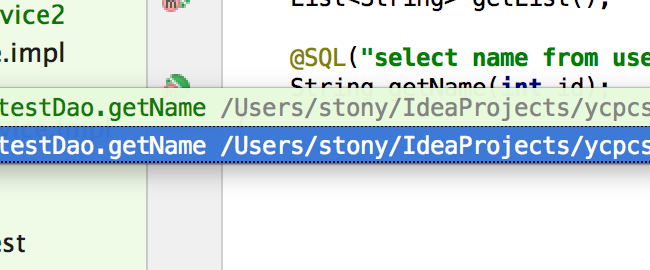 vice2
List<String> getList();
e.impl
@SQL("select name from use
String getName(int id);
testDao.getName /Users/stony/IdeaProjects/ycpcs
testDao.getName /Users/stony/IdeaProjects/ycpcs
est